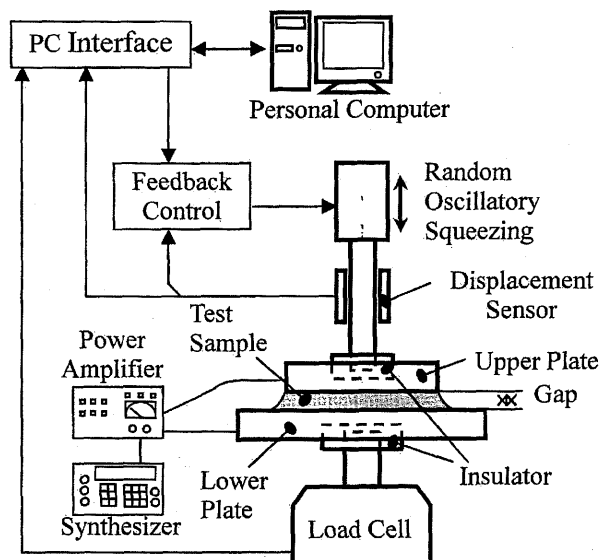 PC Interface
Personal Computer
Feedback
Control
Random
Oscillatory
Squeezing
Displacement
Sensor
Test
Sample
Power
Amplifier
Upper Plate
Gap
Lower
Plate
Insulator
Synthesizer
Load Cell